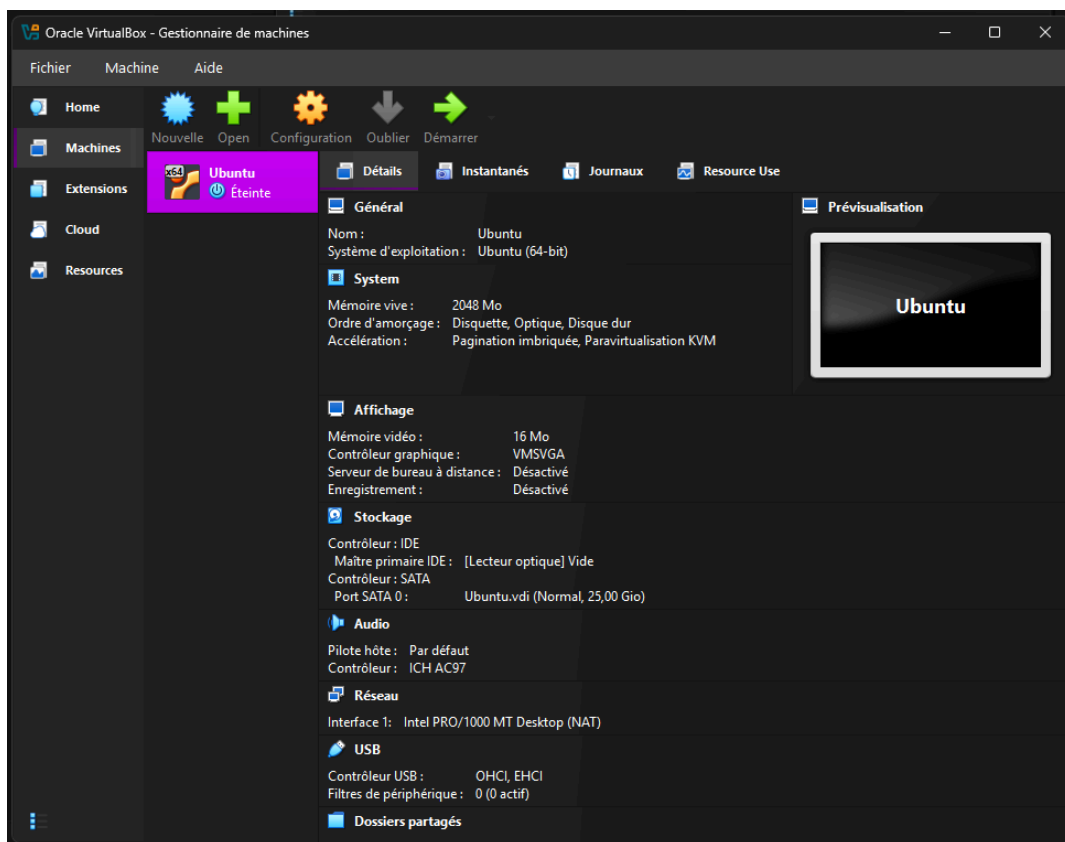 Oracle VirtualBox - Gestionnaire de machines
Fichier Machine Aide
Home
Machines
Extensions
Cloud
Resources
Nouvelle Open Configuration Oublier Démarrer
x64
Ubuntu
Éteinte
Détails Instantanés Journaux Resource Use
Général
Nom : Ubuntu
Système d'exploitation : Ubuntu (64-bit)
System
Mémoire vive : 2048 Mo
Ordre d'amorçage : Disquette, Optique, Disque dur
Accélération : Pagination imbriquée, Paravirtualisation KVM
Prévisualisation
Ubuntu
Affichage
Mémoire vidéo : 16 Mo
Contrôleur graphique : VMSVGA
Serveur de bureau à distance : Désactivé
Enregistrement : Désactivé
Stockage
Contrôleur : IDE
Maître primaire IDE : [Lecteur optique] Vide
Contrôleur : SATA
Port SATA 0 : Ubuntu.vdi (Normal, 25,00 Gio)
Audio
Pilote hôte : Par défaut
Contrôleur : ICH AC97
Réseau
Interface 1: Intel PRO/1000 MT Desktop (NAT)
USB
Contrôleur USB : OHCI, EHCI
Filtres de périphérique : 0 (0 actif)
Dossiers partagés